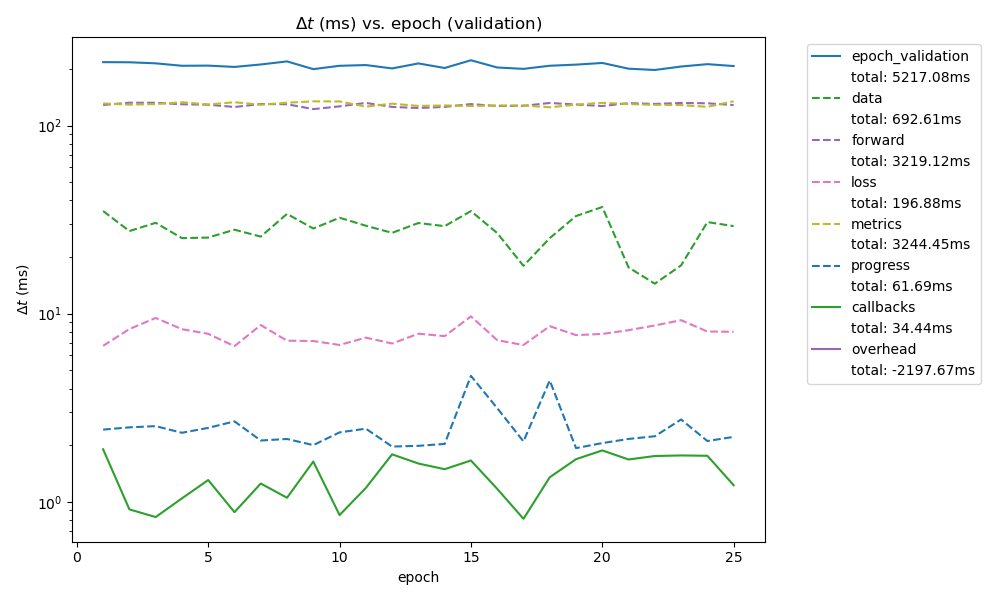 Δt (ms) vs. epoch (validation)
Δt (ms)
10²
10¹
10⁰
0 5 10 15 20 25
epoch
epoch_validation
total: 5217.08ms
data
total: 692.61ms
forward
total: 3219.12ms
loss
total: 196.88ms
metrics
total: 3244.45ms
progress
total: 61.69ms
callbacks
total: 34.44ms
overhead
total: -2197.67ms